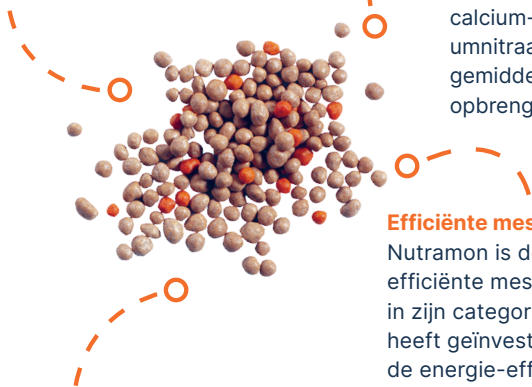 calcium-
umnitraa
gemidde
opbreng
Efficiënte mes
Nutramon is d
efficiënte mes
in zijn categor
heeft geïnvest
de energie-eff